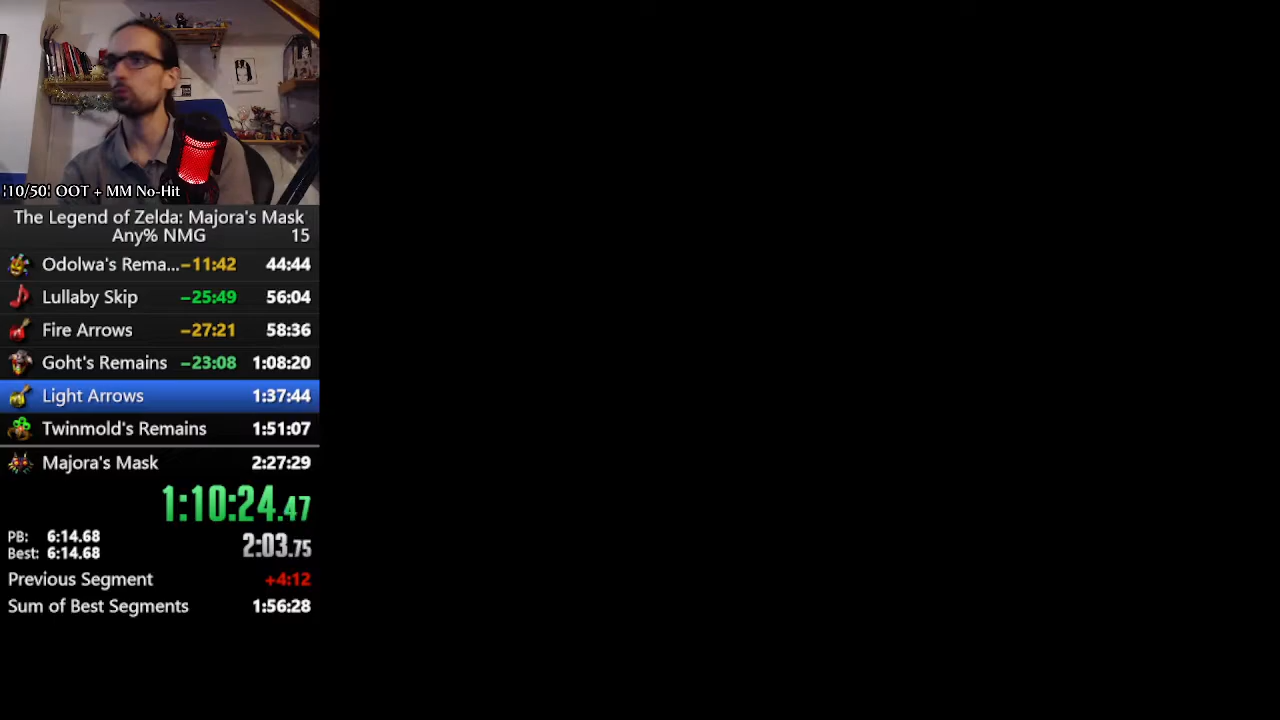 ¦10/50¦ OOT + MM No-Hit
The Legend of Zelda: Majora's Mask
Any% NMG 15
Odolwa's Rema... −11:42 44:44
Lullaby Skip −25:49 56:04
Fire Arrows −27:21 58:36
Goht's Remains −23:08 1:08:20
Light Arrows 1:37:44
Twinmold's Remains 1:51:07
Majora's Mask 2:27:29
1:10:24.47
PB: 6:14.68
Best: 6:14.68
2:03.75
Previous Segment +4:12
Sum of Best Segments 1:56:28